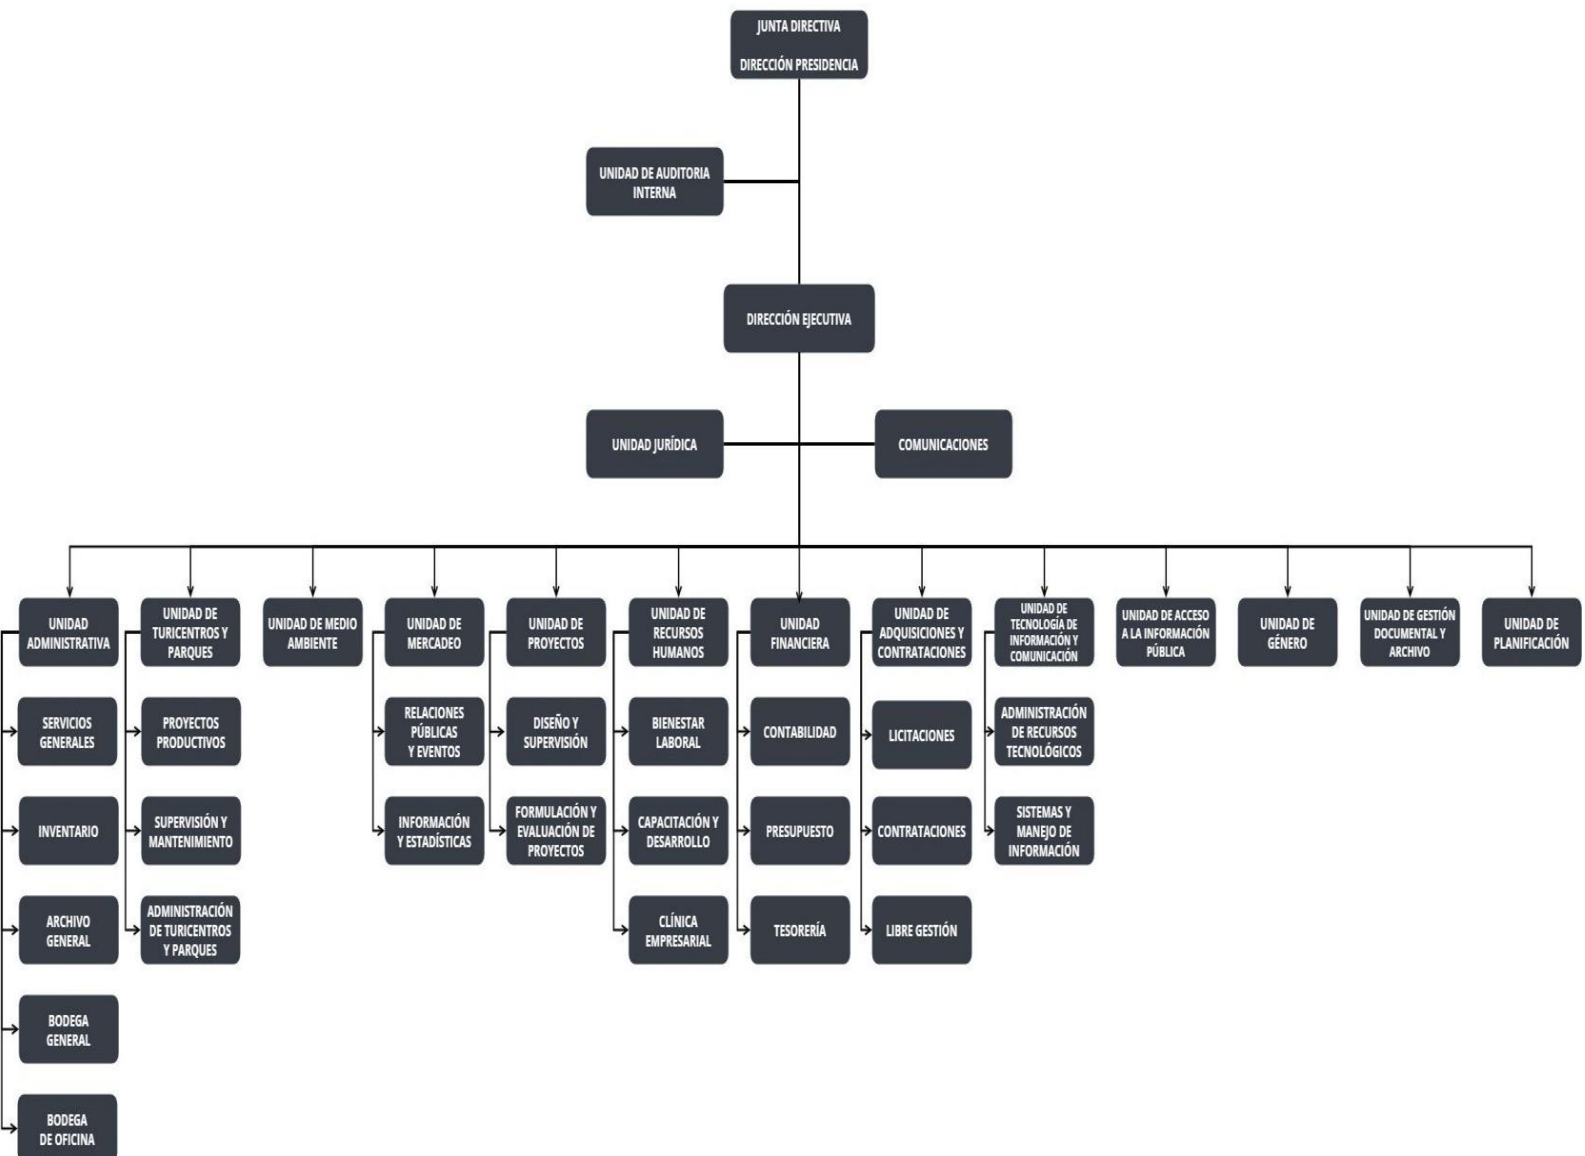 JUNTA DIRECTIVA
DIRECCIÓN PRESIDENCIA
UNIDAD DE AUDITORIA
INTERNA
DIRECCIÓN EJECUTIVA
UNIDAD JURÍDICA
COMUNICACIONES
UNIDAD
ADMINISTRATIVA
UNIDAD DE
TURICENTROS Y
PARQUES
UNIDAD DE MEDIO
AMBIENTE
UNIDAD DE
MERCADEO
UNIDAD DE
PROYECTOS
UNIDAD DE
RECURSOS
HUMANOS
UNIDAD
FINANCIERA
UNIDAD DE
ADQUISICIONES Y
CONTRATACIONES
UNIDAD DE
TECNOLOGÍA DE
INFORMACIÓN Y
COMUNICACIÓN
UNIDAD DE ACCESO
A LA INFORMACIÓN
PÚBLICA
UNIDAD DE
GÉNERO
UNIDAD DE GESTIÓN
DOCUMENTAL Y
ARCHIVO
UNIDAD DE
PLANIFICACIÓN
SERVICIOS
GENERALES
PROYECTOS
PRODUCTIVOS
RELACIONES
PÚBLICAS
Y EVENTOS
DISEÑO Y
SUPERVISIÓN
BIENESTAR
LABORAL
CONTABILIDAD
LICITACIONES
ADMINISTRACIÓN
DE RECURSOS
TECNOLÓGICOS
INVENTARIO
SUPERVISIÓN Y
MANTENIMIENTO
INFORMACIÓN
Y ESTADÍSTICAS
FORMULACIÓN Y
EVALUACIÓN DE
PROYECTOS
CAPACITACIÓN Y
DESARROLLO
PRESUPUESTO
CONTRATACIONES
SISTEMAS Y
MANEJO DE
INFORMACIÓN
ARCHIVO
GENERAL
ADMINISTRACIÓN
DE TURICENTROS
Y PARQUES
CLÍNICA
EMPRESARIAL
TESORERÍA
LIBRE GESTIÓN
BODEGA
GENERAL
BODEGA
DE OFICINA